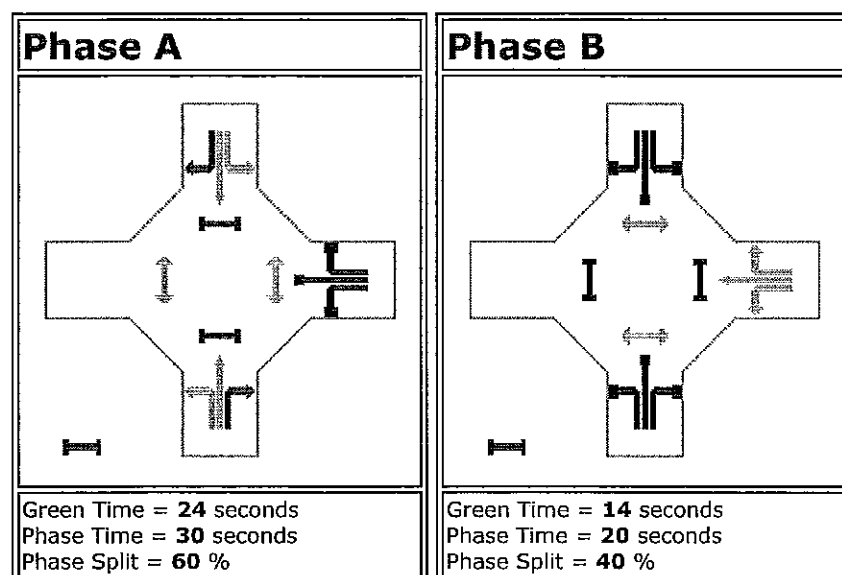 Phase A
Green Time = 24 seconds
Phase Time = 30 seconds
Phase Split = 60 %
Phase B
Green Time = 14 seconds
Phase Time = 20 seconds
Phase Split = 40 %